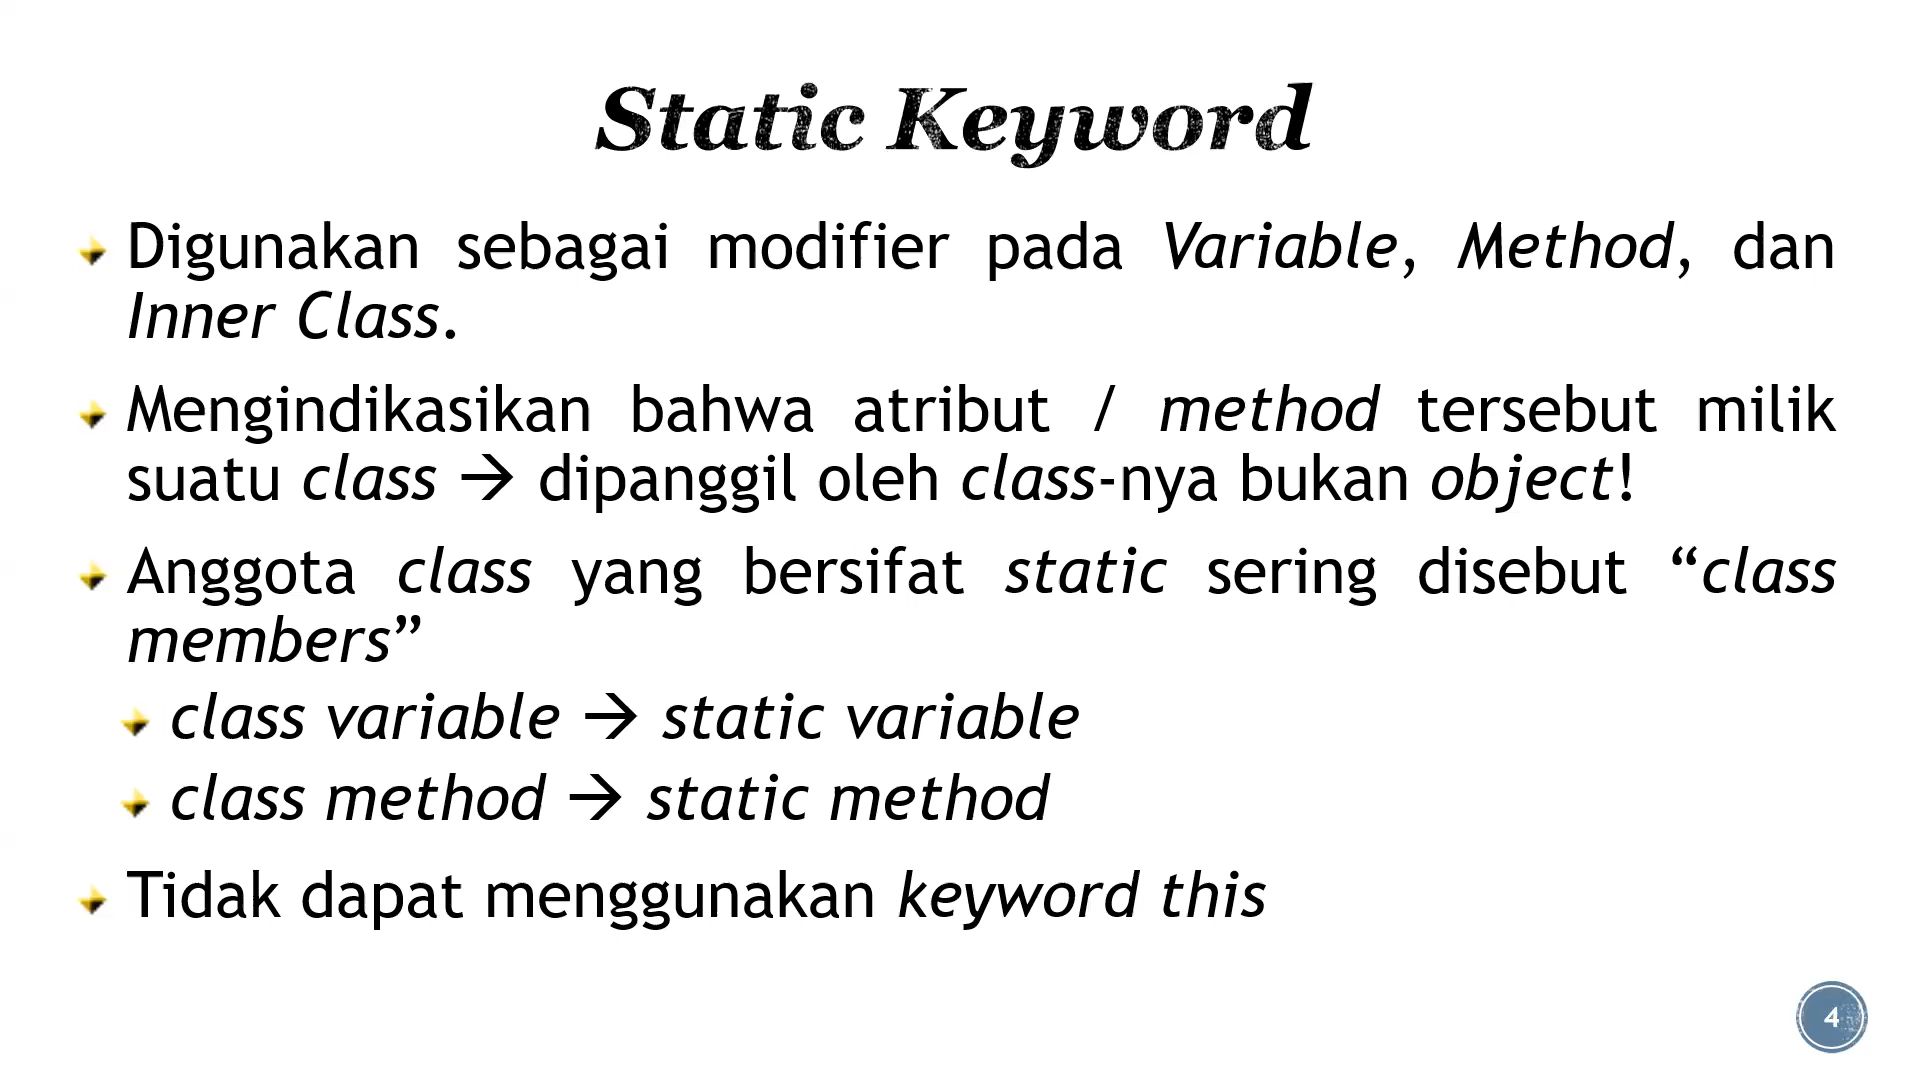 Static Keyword
Digunakan sebagai modifier pada Variable, Method, dan
Inner Class.
Mengindikasikan bahwa atribut / method tersebut milik
suatu class → dipanggil oleh class-nya bukan object!
Anggota class yang bersifat static sering disebut “class
members”
class variable → static variable
class method → static method
Tidak dapat menggunakan keyword this
4